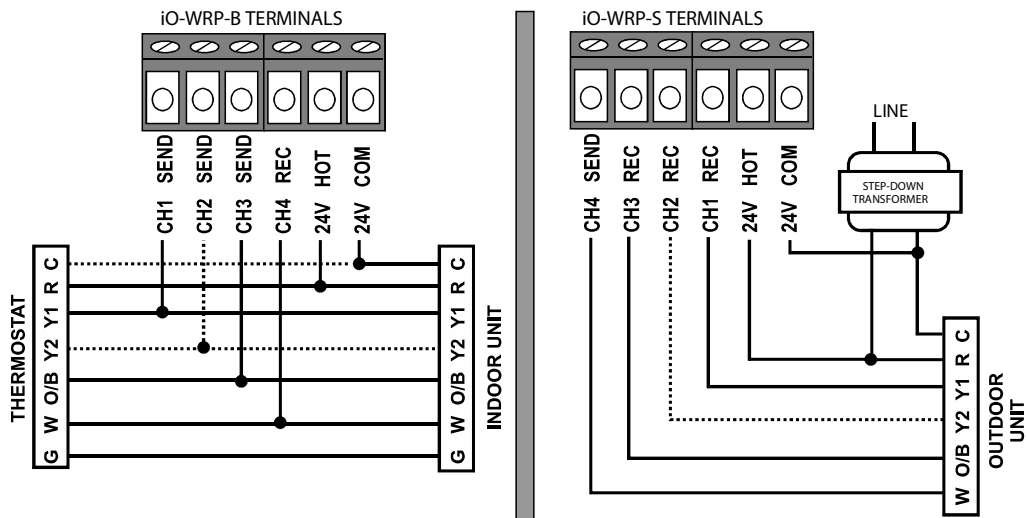 iO-WRP-B TERMINALS
CH1 SEND
CH2 SEND
CH3 SEND
CH4 REC
24V HOT
24V COM
THERMOSTAT
C
R
Y1
Y2
O/B
W
G
INDOOR UNIT
C
R
Y1
Y2
O/B
W
G
iO-WRP-S TERMINALS
CH4 SEND
CH3 REC
CH2 REC
CH1 REC
24V HOT
24V COM
LINE
STEP-DOWN
TRANSFORMER
C
R
Y1
Y2
O/B
W
OUTDOOR
UNIT